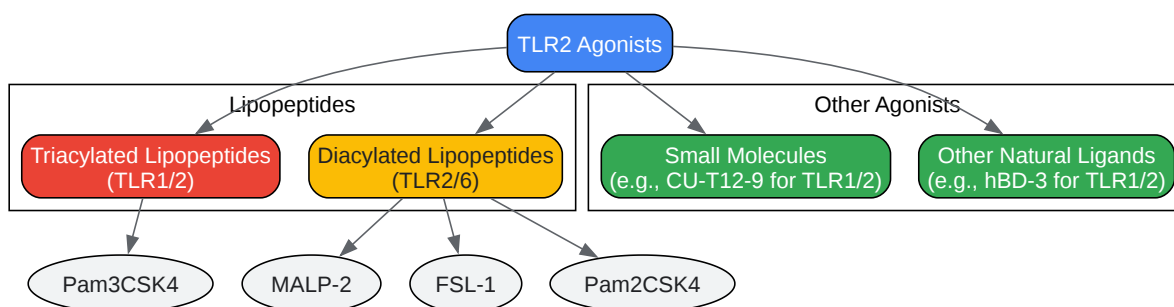 TLR2 Agonists
Lipopeptides
Other Agonists
Triacylated Lipopeptides
(TLR1/2)
Diacylated Lipopeptides
(TLR2/6)
Small Molecules
(e.g., CU-T12-9 for TLR1/2)
Other Natural Ligands
(e.g., hBD-3 for TLR1/2)
Pam3CSK4
MALP-2
FSL-1
Pam2CSK4